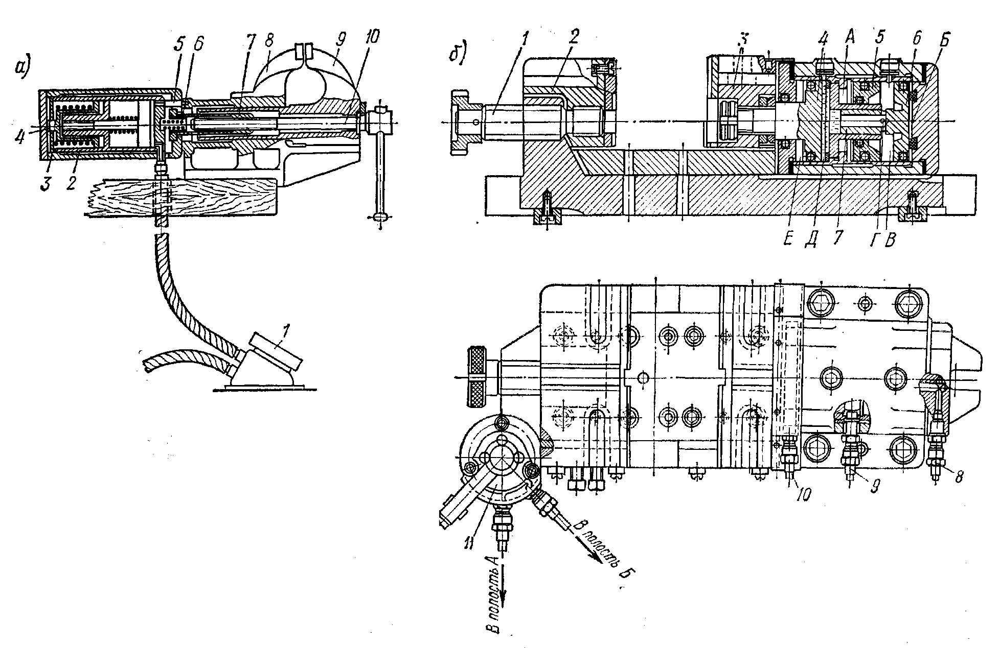 а)
5 6 7 8 9 10
4
3 2
1
б)
1 2 3 4 А 5 6 Б
Е Д 7 Г В
10 9 8
11
В полость А
В полость Б